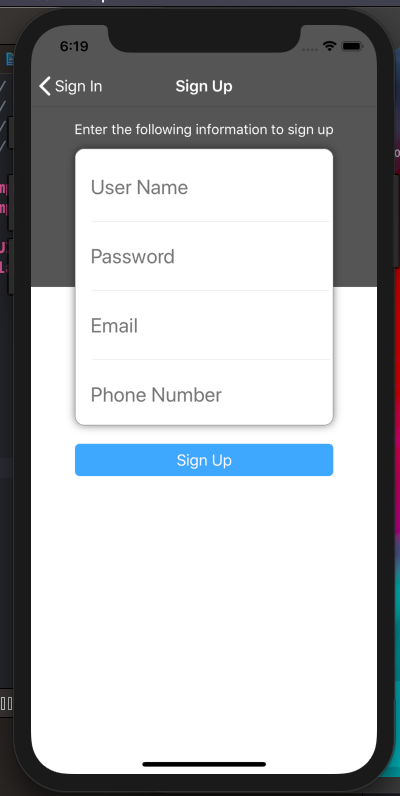 6:19
Sign In
Sign Up
Enter the following information to sign up
User Name
Password
Email
Phone Number
Sign Up